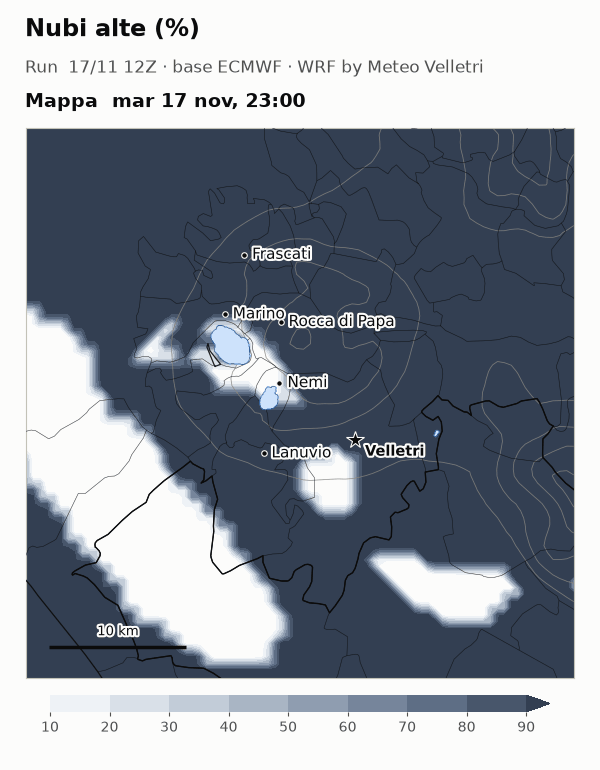 Nubi alte (%)
Run 17/11 12Z · base ECMWF · WRF by Meteo Velletri
Mappa mar 17 nov, 23:00
Frascati
Marino
Rocca di Papa
Nemi
Velletri
Lanuvio
10 km
10 20 30 40 50 60 70 80 90